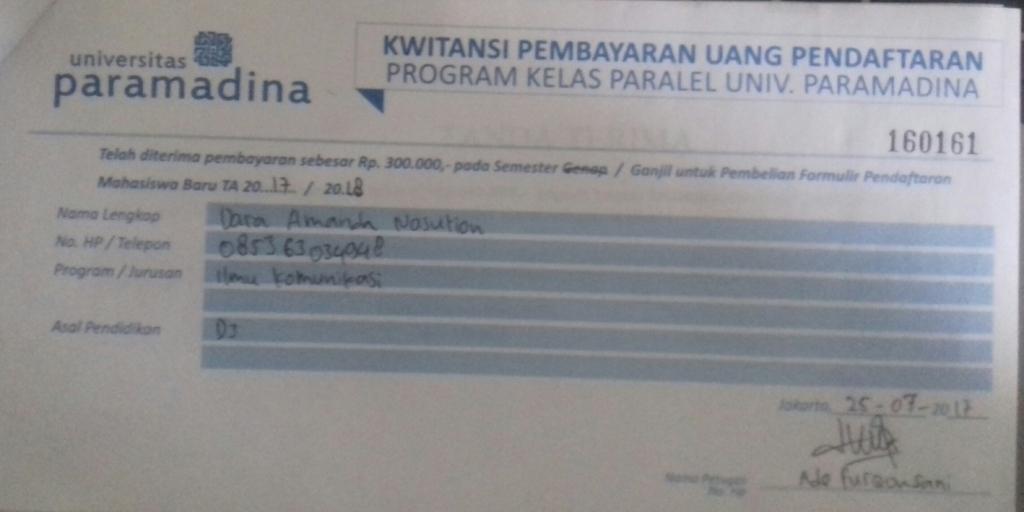 universitas
paramadina
KWITANSI PEMBAYARAN UANG PENDAFTARAN
PROGRAM KELAS PARALEL UNIV. PARAMADINA
160161
Telah diterima pembayaran sebesar Rp. 300.000,- pada Semester Genap / Ganjil untuk Pembelian Formulir Pendaftaran
Mahasiswa Baru TA 20..17 / 20.18
Nama Lengkap Dara Amanda Nasution
No. HP / Telepon 085363034948
Program / Jurusan Ilmu Komunikasi
Asal Pendidikan D3
Jakarta, 25-07-2017
Nama Petugas Ade Furqonsani
No. HP